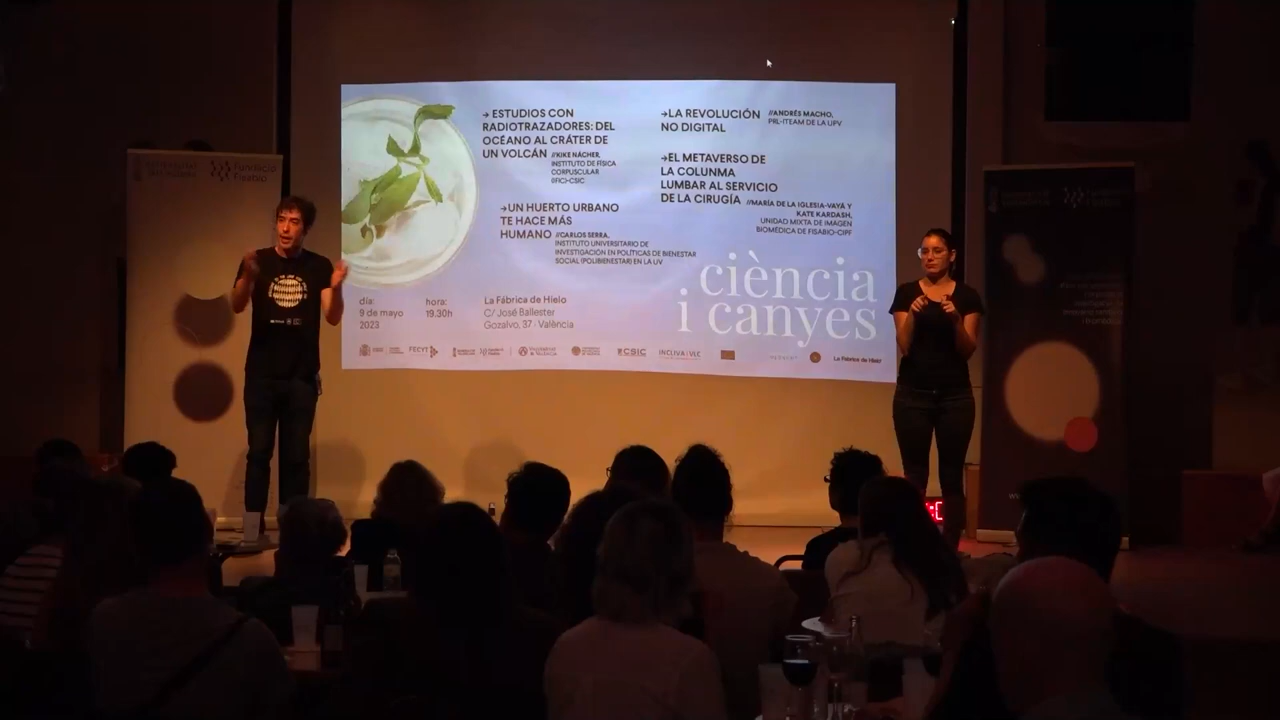 Fundació
Fisabio
→ ESTUDIOS CON
RADIOTRAZADORES: DEL
OCÉANO AL CRÁTER DE
UN VOLCÁN //KIKE NÁCHER,
INSTITUTO DE FÍSICA
CORPUSCULAR
(IFIC)-CSIC
→UN HUERTO URBANO
TE HACE MÁS
HUMANO //CARLOS SERRA,
INSTITUTO UNIVERSITARIO DE
INVESTIGACIÓN EN POLÍTICAS DE BIENESTAR
SOCIAL (POLIBIENESTAR) EN LA UV
→LA REVOLUCIÓN //ANDRÉS MACHO,
NO DIGITAL PRL-ITEAM DE LA UPV
→EL METAVERSO DE
LA COLUNMA
LUMBAR AL SERVICIO
DE LA CIRUGÍA //MARÍA DE LA IGLESIA-VAYÁ Y
KATE KARDASH,
UNIDAD MIXTA DE IMAGEN
BIOMÉDICA DE FISABIO-CIPF
ciència
i canyes
día:
9 de mayo
2023
hora:
19.30h
La Fábrica de Hielo
C/ José Ballester
Gozalvo, 37 · València
FECYT
CSIC
INCLIVA VLC
La Fàbrica de Hielo